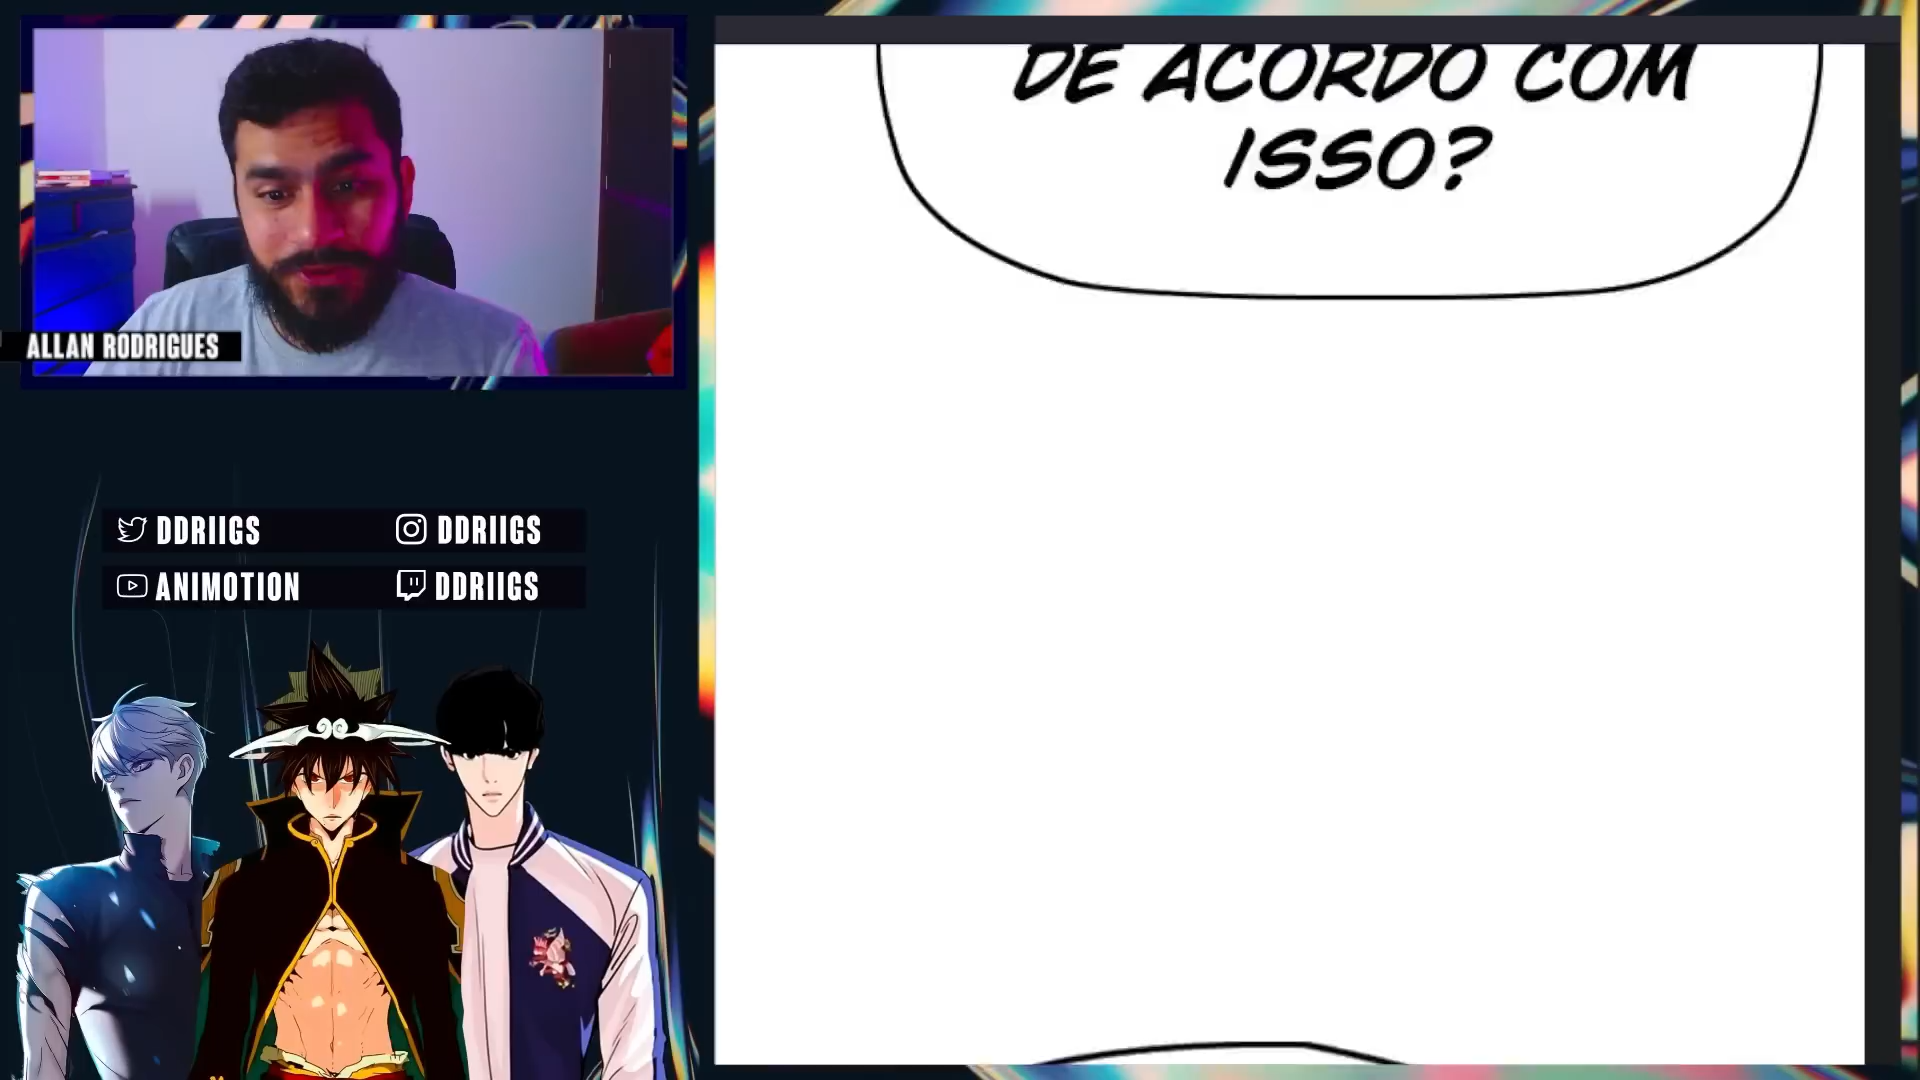 ALLAN RODRIGUES
DDRIIGS
DDRIIGS
ANIMOTION
DDRIIGS
DE ACORDO COM
ISSO?